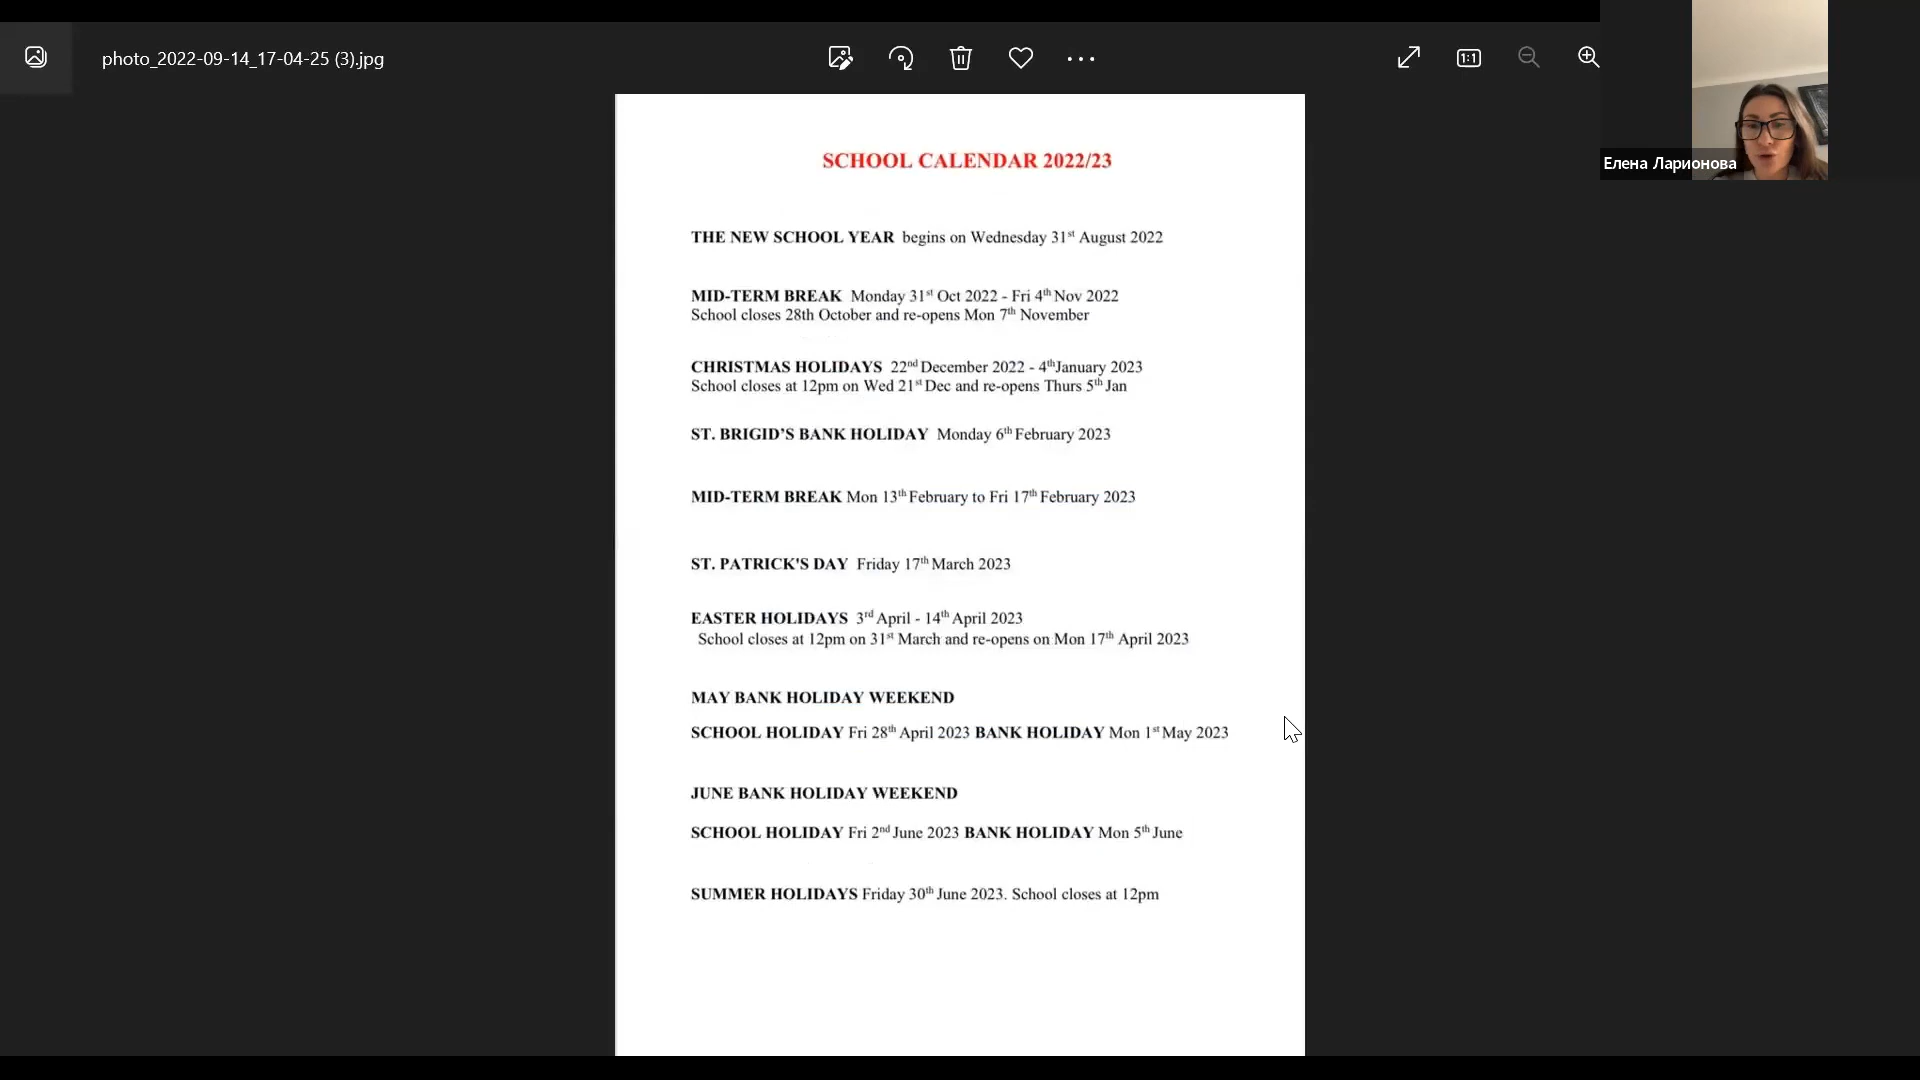 photo_2022-09-14_17-04-25 (3).jpg
1:1
Елена Ларионова
SCHOOL CALENDAR 2022/23
THE NEW SCHOOL YEAR begins on Wednesday 31st August 2022
MID-TERM BREAK Monday 31st Oct 2022 - Fri 4th Nov 2022
School closes 28th October and re-opens Mon 7th November
CHRISTMAS HOLIDAYS 22nd December 2022 - 4thJanuary 2023
School closes at 12pm on Wed 21st Dec and re-opens Thurs 5th Jan
ST. BRIGID’S BANK HOLIDAY Monday 6th February 2023
MID-TERM BREAK Mon 13th February to Fri 17th February 2023
ST. PATRICK'S DAY Friday 17th March 2023
EASTER HOLIDAYS 3rd April - 14th April 2023
School closes at 12pm on 31st March and re-opens on Mon 17th April 2023
MAY BANK HOLIDAY WEEKEND
SCHOOL HOLIDAY Fri 28th April 2023 BANK HOLIDAY Mon 1st May 2023
JUNE BANK HOLIDAY WEEKEND
SCHOOL HOLIDAY Fri 2nd June 2023 BANK HOLIDAY Mon 5th June
SUMMER HOLIDAYS Friday 30th June 2023. School closes at 12pm